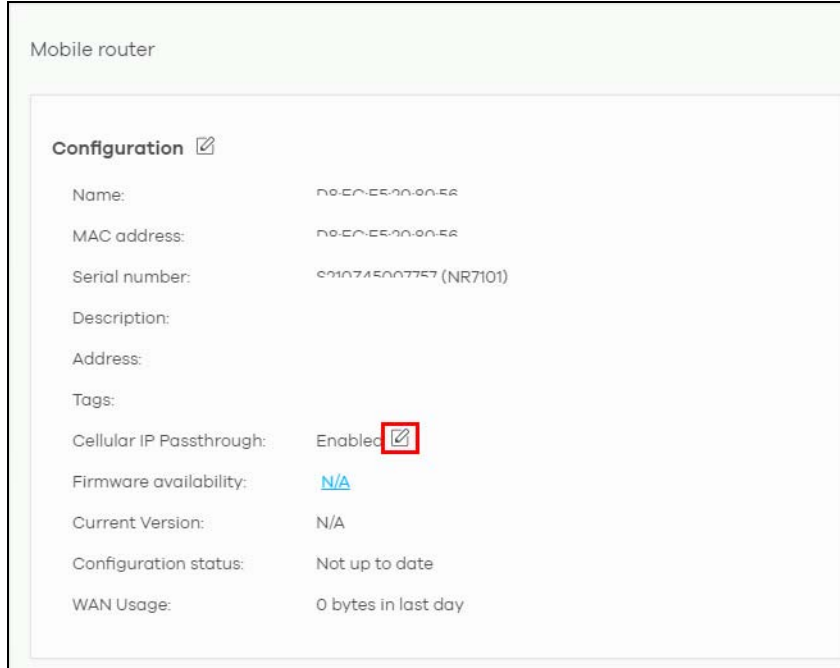 Mobile router
Configuration
Name:
MAC address:
Serial number: (NR7101)
Description:
Address:
Tags:
Cellular IP Passthrough: Enabled
Firmware availability: N/A
Current Version: N/A
Configuration status: Not up to date
WAN Usage: 0 bytes in last day